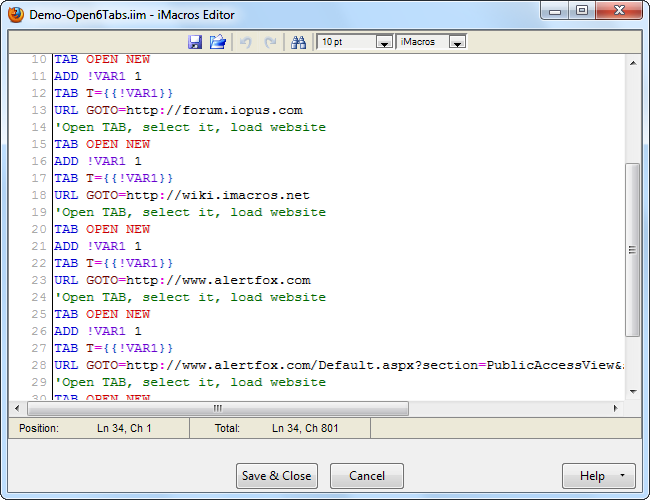 Demo-Open6Tabs.iim - iMacros Editor
10 pt iMacros
10 TAB OPEN NEW
11 ADD !VAR1 1
12 TAB T={{!VAR1}}
13 URL GOTO=http://forum.iopus.com
14 'Open TAB, select it, load website
15 TAB OPEN NEW
16 ADD !VAR1 1
17 TAB T={{!VAR1}}
18 URL GOTO=http://wiki.imacros.net
19 'Open TAB, select it, load website
20 TAB OPEN NEW
21 ADD !VAR1 1
22 TAB T={{!VAR1}}
23 URL GOTO=http://www.alertfox.com
24 'Open TAB, select it, load website
25 TAB OPEN NEW
26 ADD !VAR1 1
27 TAB T={{!VAR1}}
28 URL GOTO=http://www.alertfox.com/Default.aspx?section=PublicAccessView&
29 'Open TAB, select it, load website
30 TAB OPEN NEW
Position: Ln 34, Ch 1 Total: Ln 34, Ch 801
Save & Close Cancel Help